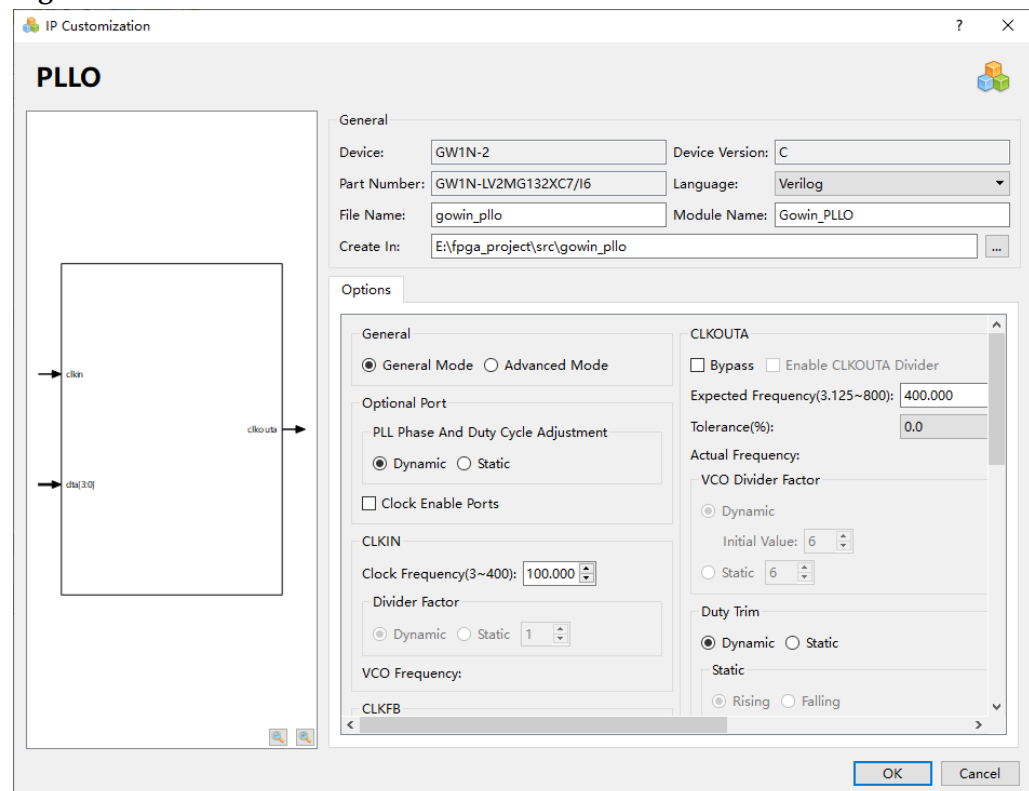 IP Customization
?
PLLO
clkin
clkouta
dta[3:0]
General
Device: GW1N-2 Device Version: C
Part Number: GW1N-LV2MG132XC7/I6 Language: Verilog
File Name: gowin_pllo Module Name: Gowin_PLLO
Create In: E:\fpga_project\src\gowin_pllo ...
Options
General
General Mode Advanced Mode
Optional Port
PLL Phase And Duty Cycle Adjustment
Dynamic Static
Clock Enable Ports
CLKIN
Clock Frequency(3~400): 100.000
Divider Factor
Dynamic Static 1
VCO Frequency:
CLKFB
CLKOUTA
Bypass Enable CLKOUTA Divider
Expected Frequency(3.125~800): 400.000
Tolerance(%): 0.0
Actual Frequency:
VCO Divider Factor
Dynamic
Initial Value: 6
Static 6
Duty Trim
Dynamic Static
Static
Rising Falling
OK Cancel